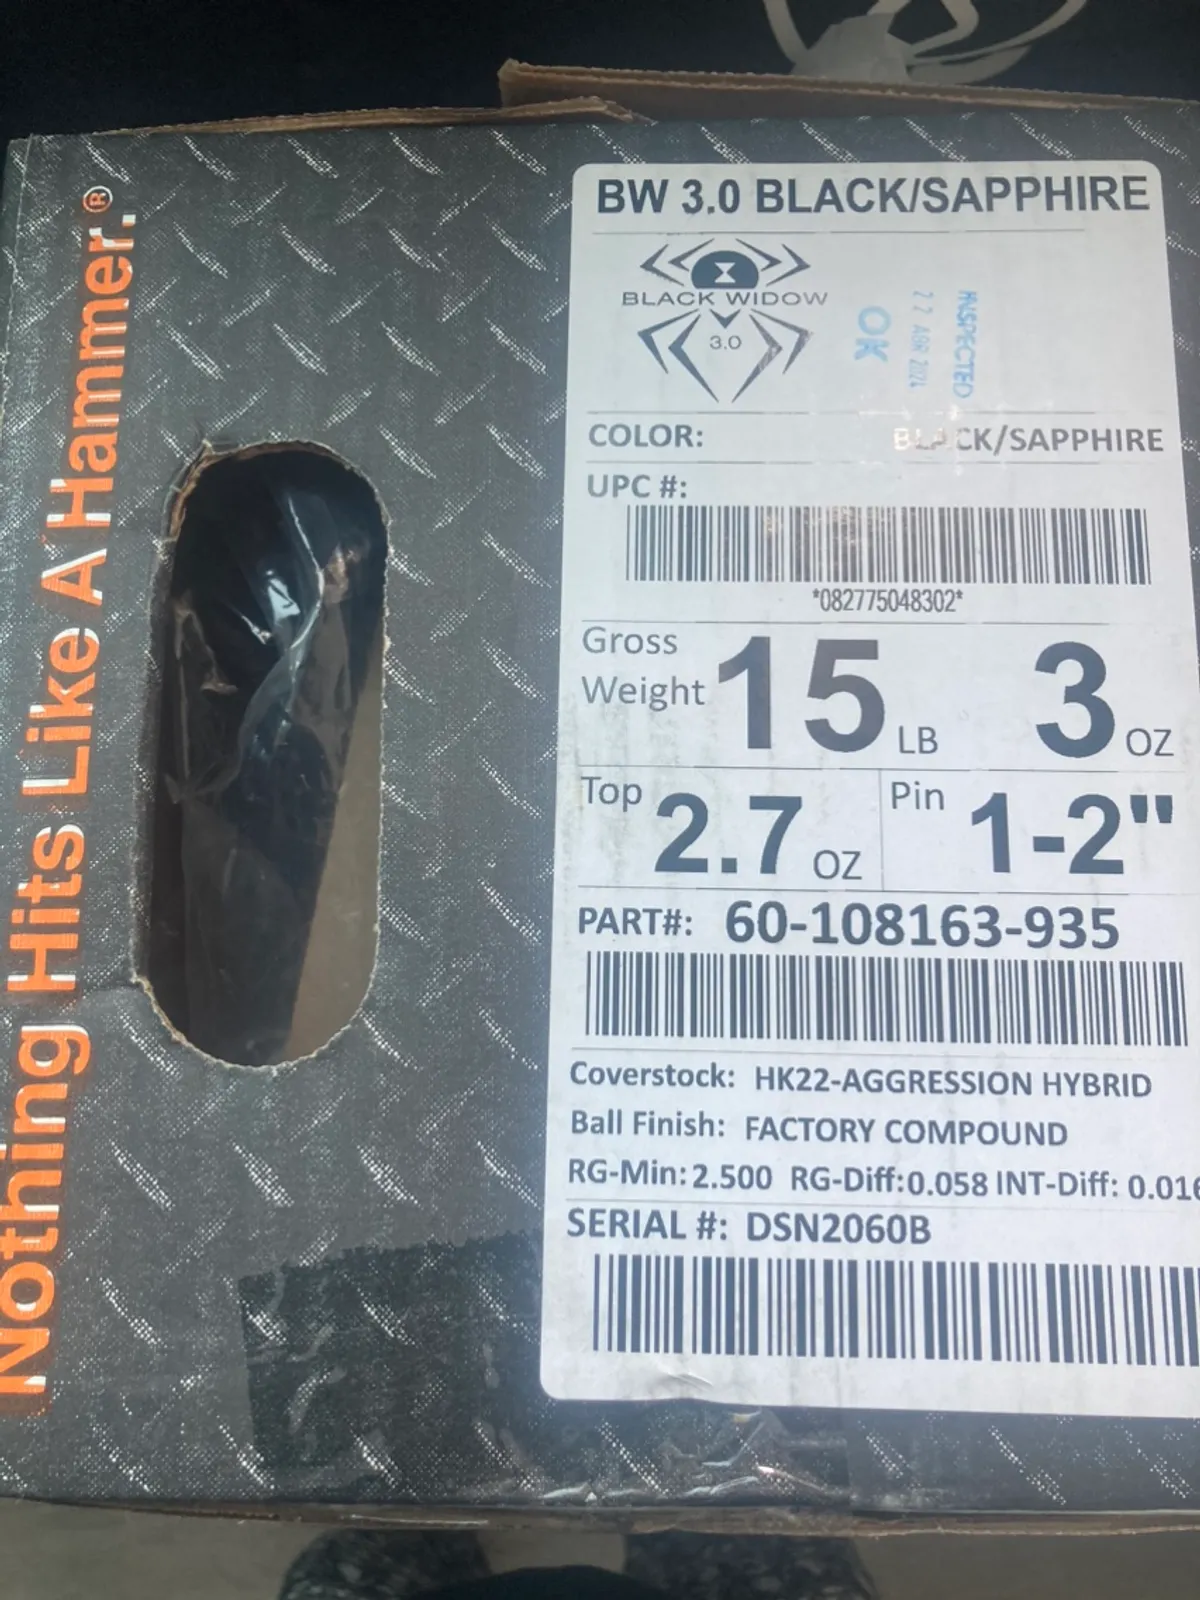 Nothing Hits Like A Hammer.®
BW 3.0 BLACK/SAPPHIRE
BLACK WIDOW
3.0
OK
INSPECTED
COLOR: BLACK/SAPPHIRE
UPC #:
*082775048302*
Gross Weight 15 LB 3 OZ
Top 2.7 OZ Pin 1-2"
PART#: 60-108163-935
Coverstock: HK22-AGGRESSION HYBRID
Ball Finish: FACTORY COMPOUND
RG-Min: 2.500 RG-Diff: 0.058 INT-Diff: 0.016
SERIAL #: DSN2060B